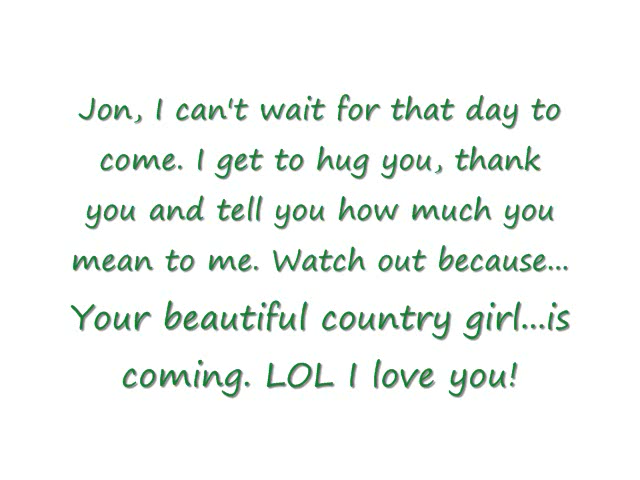 Jon, I can't wait for that day to
come. I get to hug you, thank
you and tell you how much you
mean to me. Watch out because...
Your beautiful country girl...is
coming. LOL I love you!